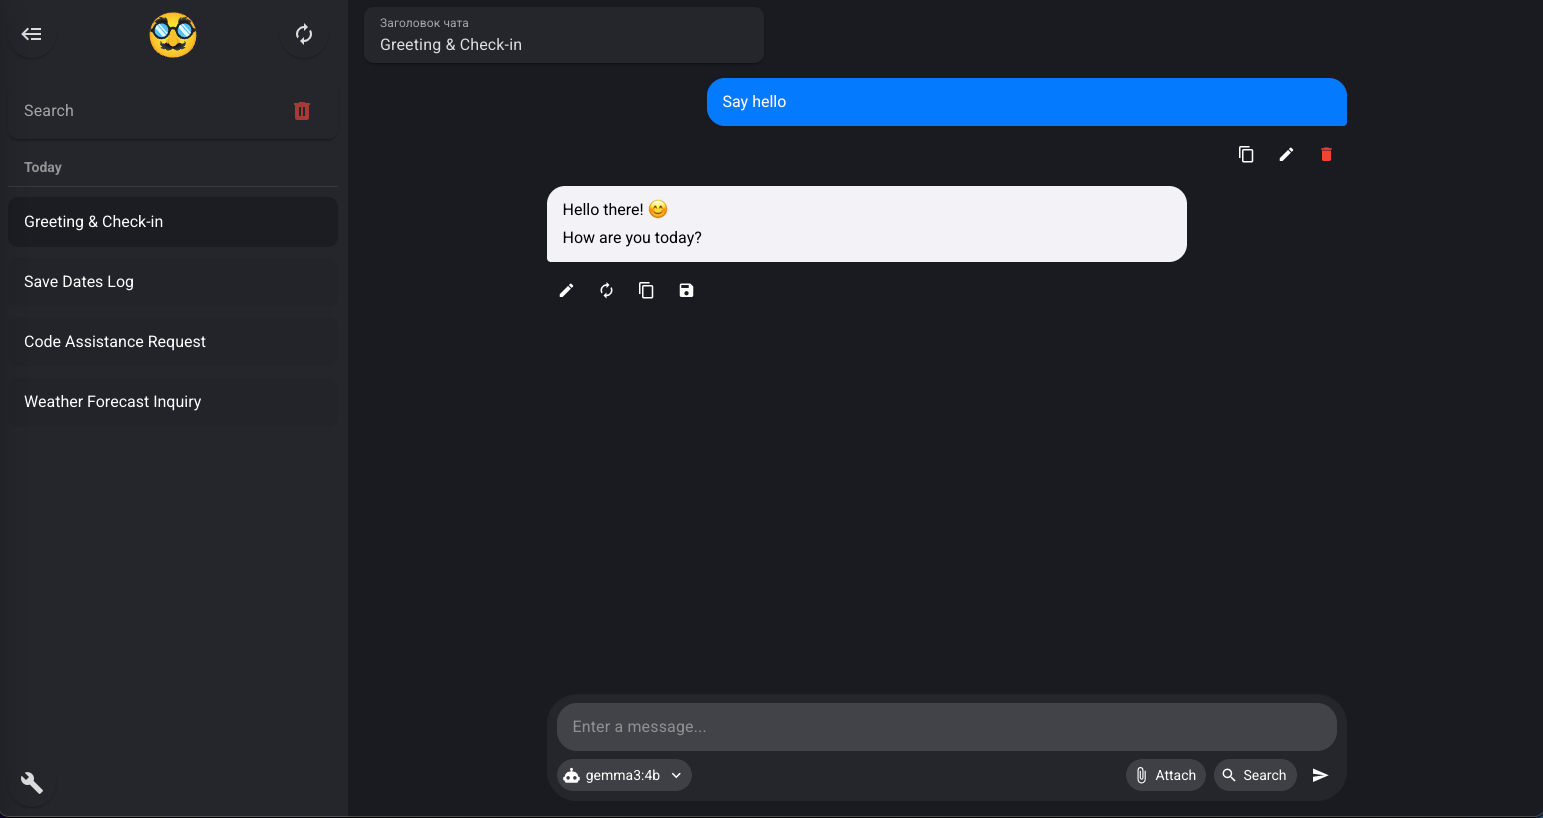 Search
Today
Greeting & Check-in
Save Dates Log
Code Assistance Request
Weather Forecast Inquiry
Заголовок чата
Greeting & Check-in
Say hello
Hello there! 😊
How are you today?
Enter a message...
gemma3:4b
Attach
Search